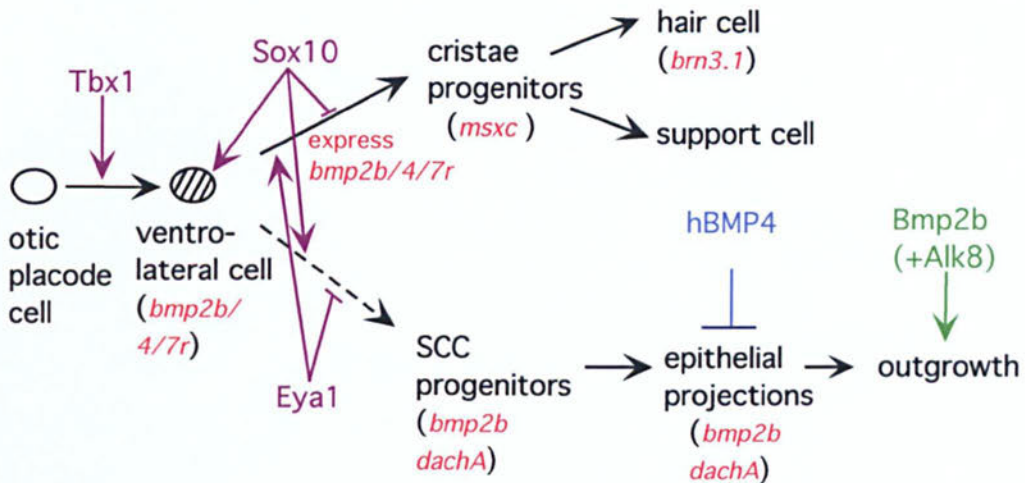 Tbx1
Sox10
otic
placode
cell
ventro-
lateral cell
(bmp2b/
4/7r)
express
bmp2b/4/7r
cristae
progenitors
(msxc)
hair cell
(brn3.1)
support cell
Eya1
SCC
progenitors
(bmp2b
dachA)
hBMP4
epithelial
projections
(bmp2b
dachA)
Bmp2b
(+Alk8)
outgrowth